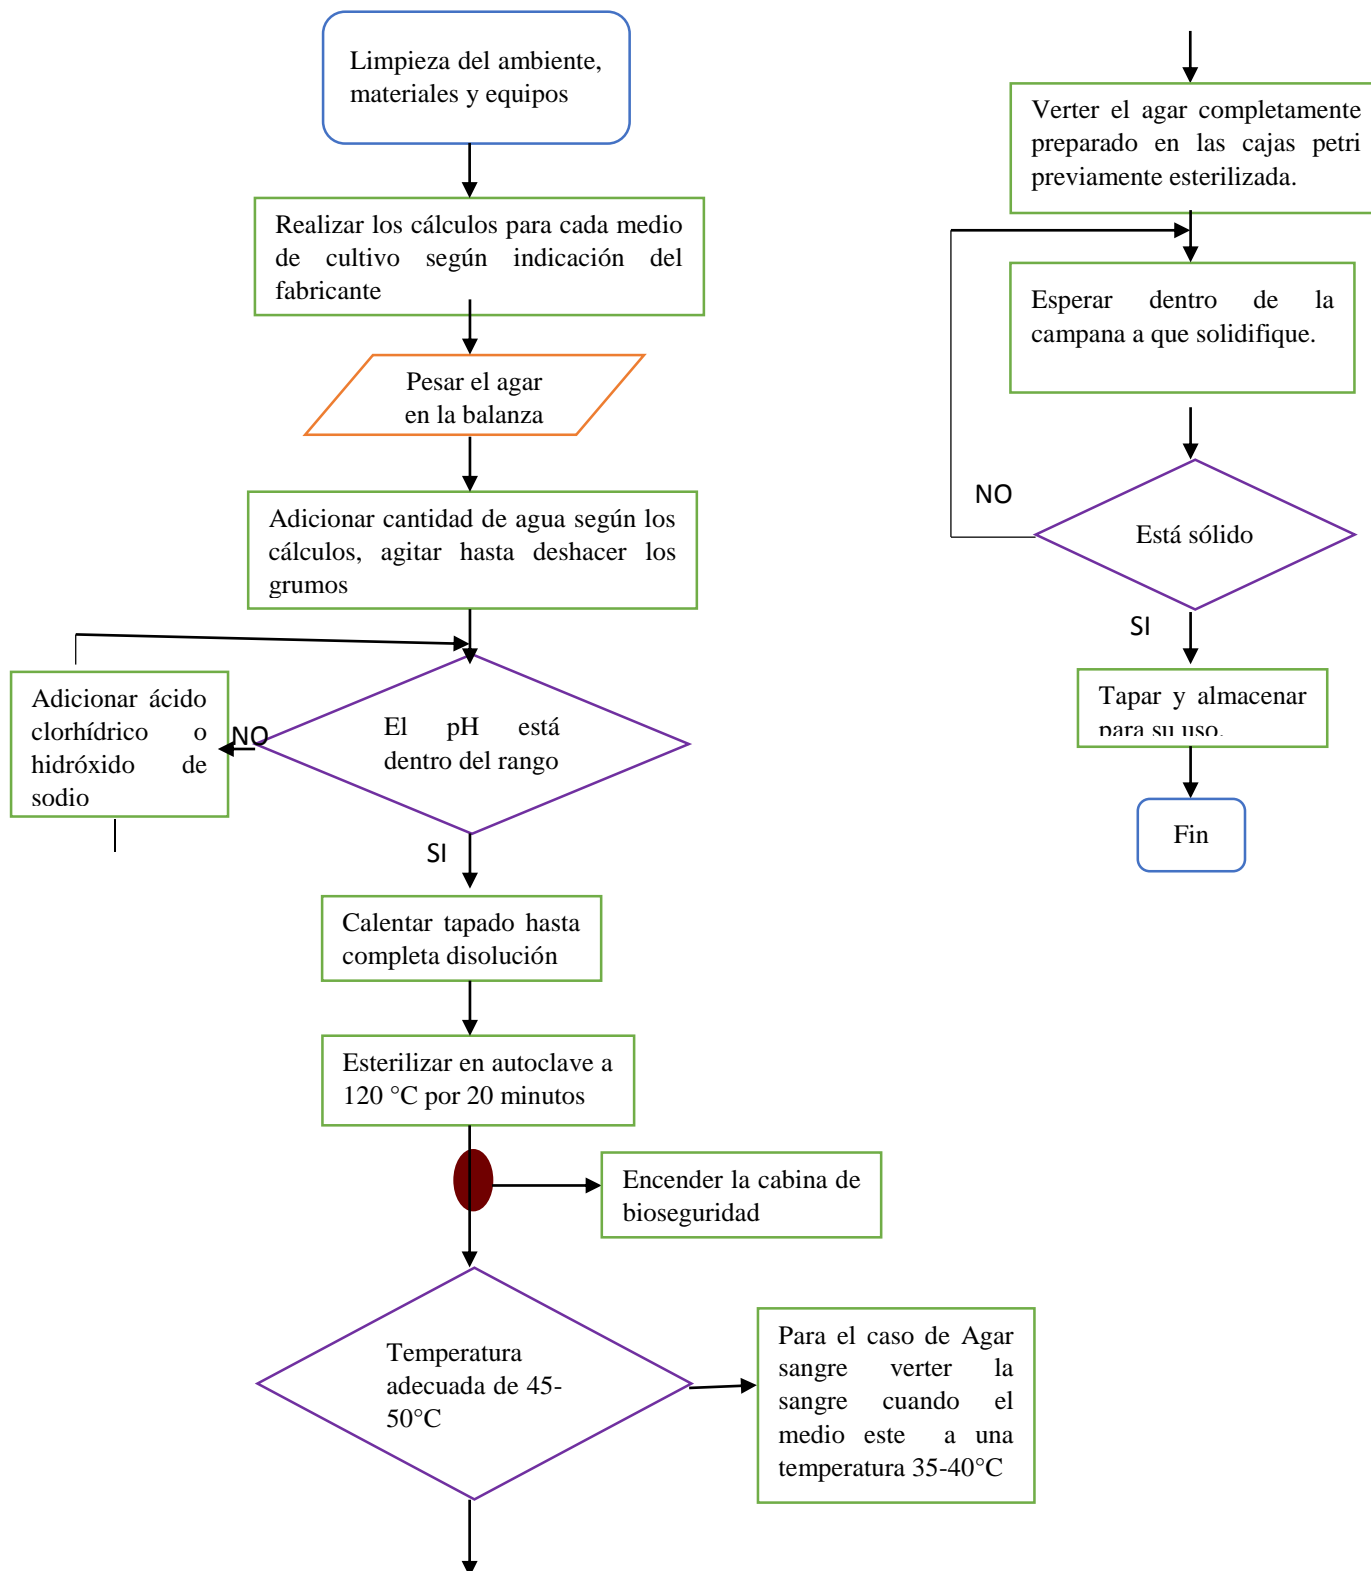 Limpieza del ambiente,
materiales y equipos
Realizar los cálculos para cada medio
de cultivo según indicación del
fabricante
Pesar el agar
en la balanza
Adicionar cantidad de agua según los
cálculos, agitar hasta deshacer los
grumos
Adicionar ácido
clorhídrico o
hidróxido de
sodio
NO
El pH está
dentro del rango
SI
Calentar tapado hasta
completa disolución
Esterilizar en autoclave a
120 °C por 20 minutos
Encender la cabina de
bioseguridad
Temperatura
adecuada de 45-
50°C
Para el caso de Agar
sangre verter la
sangre cuando el
medio este a una
temperatura 35-40°C
Verter el agar completamente
preparado en las cajas petri
previamente esterilizada.
Esperar dentro de la
campana a que solidifique.
NO
Está sólido
SI
Tapar y almacenar
para su uso.
Fin